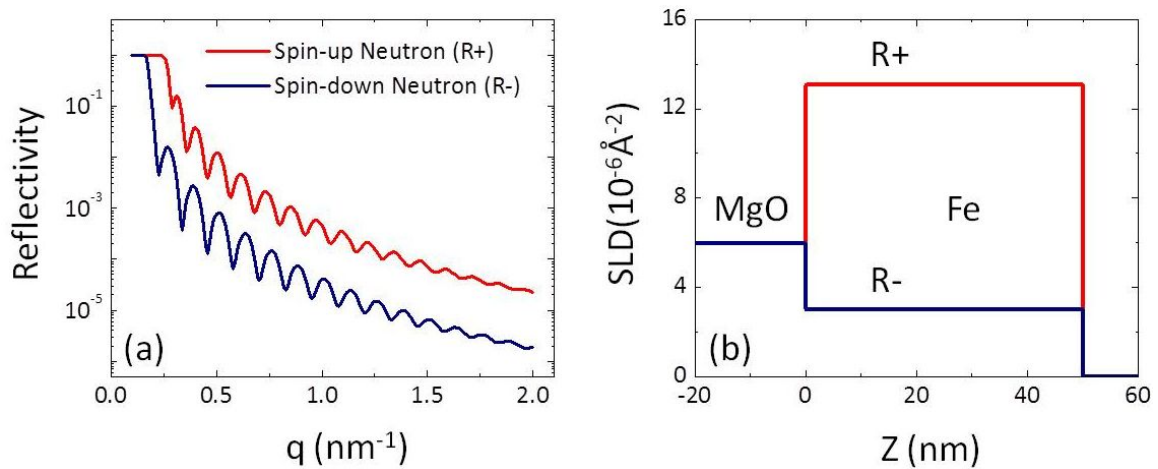 Reflectivity
10⁻¹
10⁻³
10⁻⁵
Spin-up Neutron (R+)
Spin-down Neutron (R-)
(a)
0.0 0.5 1.0 1.5 2.0
q (nm⁻¹)
SLD(10⁻⁶Å⁻²)
16
12
8
4
0
R+
MgO Fe
R-
(b)
-20 0 20 40 60
Z (nm)